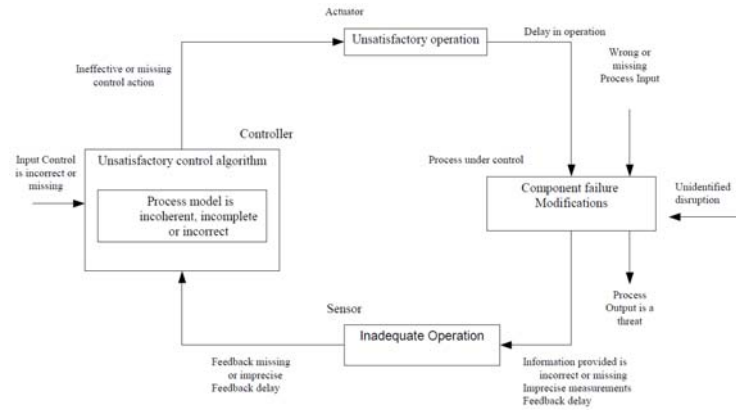 Actuator
Unsatisfactory operation
Delay in operation
Ineffective or missing
control action
Wrong or
missing
Process Input
Controller
Input Control
is incorrect or
missing
Unsatisfactory control algorithm
Process model is
incoherent, incomplete
or incorrect
Process under control
Component failure
Modifications
Unidentified
disruption
Process
Output is a
threat
Sensor
Inadequate Operation
Feedback missing
or imprecise
Feedback delay
Information provided is
incorrect or missing
Imprecise measurements
Feedback delay